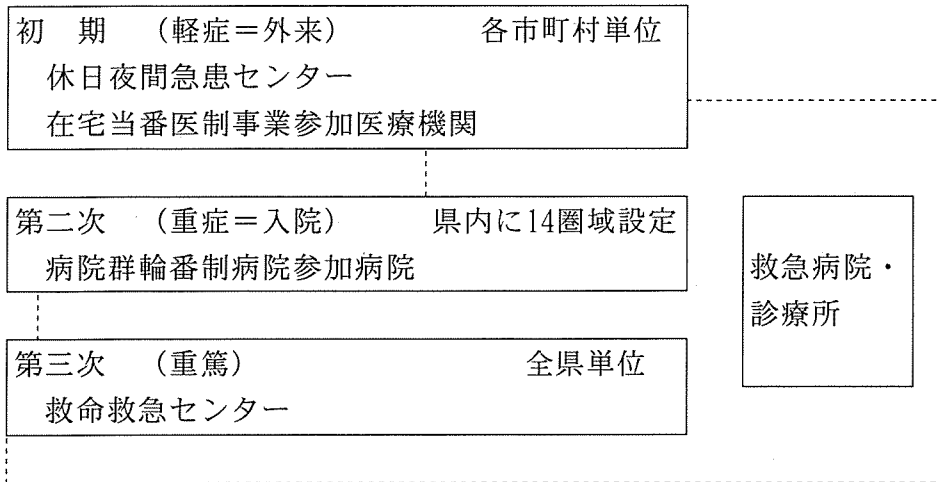 初　期　（軽症＝外来）　各市町村単位
休日夜間急患センター
在宅当番医制事業参加医療機関
第二次　（重症＝入院）　県内に14圏域設定
病院群輪番制病院参加病院
第三次　（重篤）　全県単位
救命救急センター
救急病院・
診療所